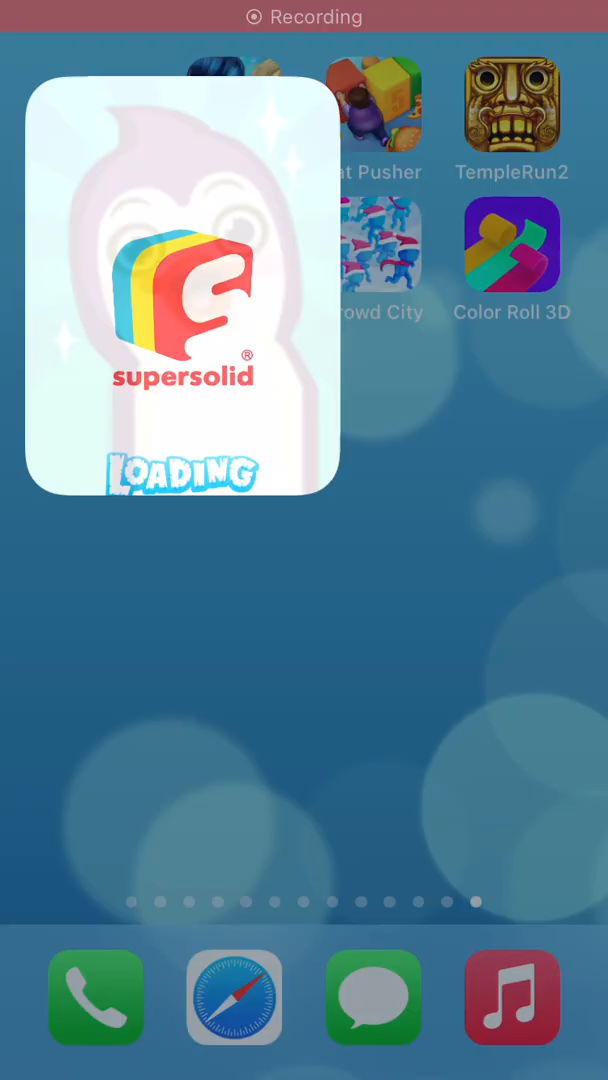 Recording
at Pusher
TempleRun2
rowd City
Color Roll 3D
supersolid
®
LOADING